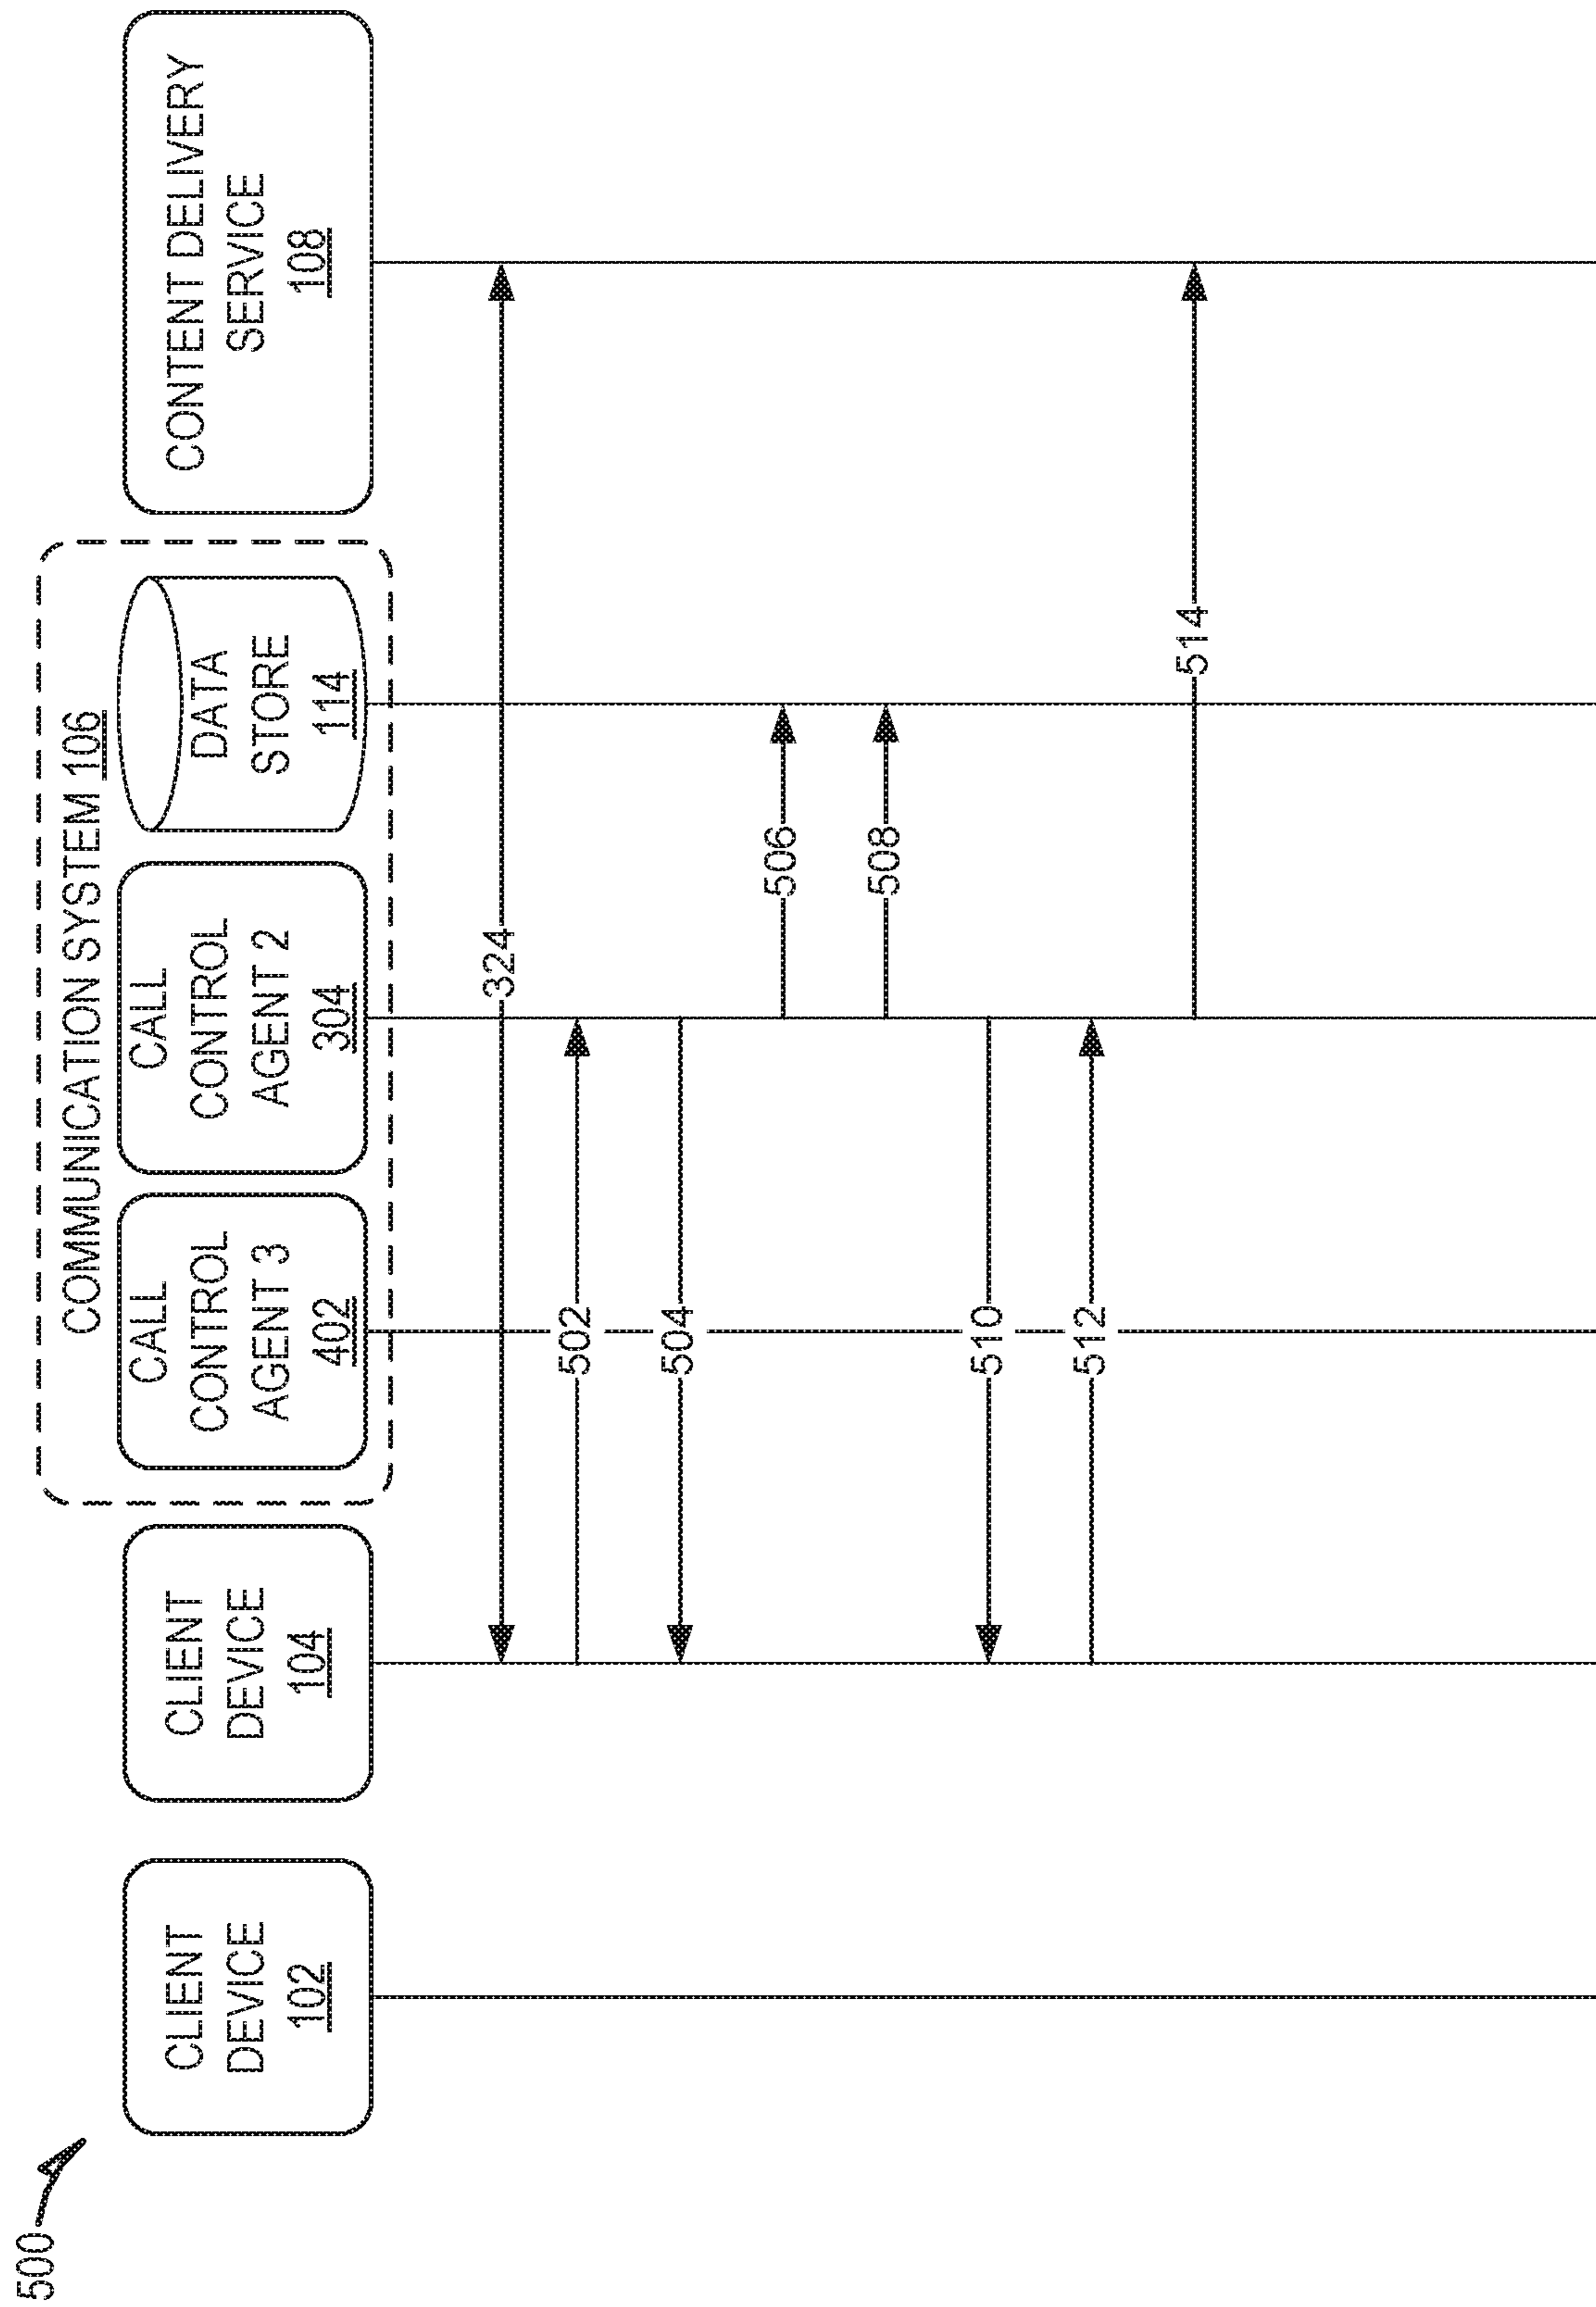 500
CLIENT
DEVICE
102
CLIENT
DEVICE
104
COMMUNICATION SYSTEM 106
CALL
CONTROL
AGENT 3
402
CALL
CONTROL
AGENT 2
304
DATA
STORE
114
CONTENT DELIVERY
SERVICE
108
324
502
504
506
508
510
512
514